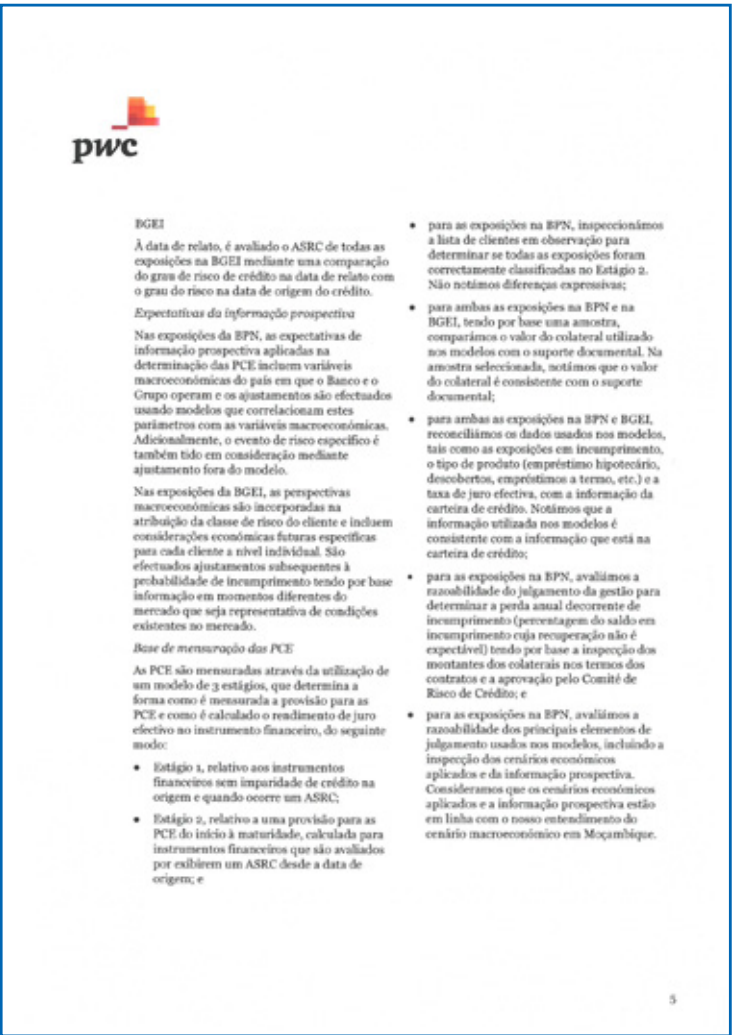 pwc
BGEI
À data de relato, é avaliado o ASRC de todas as
exposições na BGEI mediante uma comparação
do grau de risco de crédito na data de relato com
o grau do risco na data de origem do crédito.
Expectativas da informação prospectiva
Nas exposições da BPN, as expectativas de
informação prospectiva aplicadas na
determinação das PCE incluem variáveis
macroeconómicas do país em que o Banco e o
Grupo operam e os ajustamentos são efectuados
usando modelos que correlacionam estes
parâmetros com as variáveis macroeconómicas.
Adicionalmente, o evento de risco específico é
também tido em consideração mediante
ajustamento fora do modelo.
Nas exposições da BGEI, as perspectivas
macroeconómicas são incorporadas na
atribuição da classe de risco do cliente e incluem
considerações económicas futuras específicas
para cada cliente a nível individual. São
efectuados ajustamentos subsequentes à
probabilidade de incumprimento tendo por base
informação em momentos diferentes do
mercado que seja representativa de condições
existentes no mercado.
Base de mensuração das PCE
As PCE são mensuradas através da utilização de
um modelo de 3 estágios, que determina a
forma como é mensurada a provisão para as
PCE e como é calculado o rendimento de juro
efectivo no instrumento financeiro, do seguinte
modo:
• Estágio 1, relativo aos instrumentos
financeiros sem imparidade de crédito na
origem e quando ocorre um ASRC;
• Estágio 2, relativo a uma provisão para as
PCE do início à maturidade, calculada para
instrumentos financeiros que são avaliados
por exibirem um ASRC desde a data de
origem; e
• para as exposições na BPN, inspeccionámos
a lista de clientes em observação para
determinar se todas as exposições foram
correctamente classificadas no Estágio 2.
Não notámos diferenças expressivas;
• para ambas as exposições na BPN e na
BGEI, tendo por base uma amostra,
comparámos o valor do colateral utilizado
nos modelos com o suporte documental. Na
amostra seleccionada, notámos que o valor
do colateral é consistente com o suporte
documental;
• para ambas as exposições na BPN e BGEI,
reconciliámos os dados usados nos modelos,
tais como as exposições em incumprimento,
o tipo de produto (empréstimo hipotecário,
descobertos, empréstimos a termo, etc.) e a
taxa de juro efectiva, com a informação da
carteira de crédito. Notámos que a
informação utilizada nos modelos é
consistente com a informação que está na
carteira de crédito;
• para as exposições na BPN, avaliámos a
razoabilidade do julgamento da gestão para
determinar a perda anual decorrente de
incumprimento (percentagem do saldo em
incumprimento cuja recuperação não é
expectável) tendo por base a inspecção dos
montantes dos colaterais nos termos dos
contratos e a aprovação pelo Comité de
Risco de Crédito; e
• para as exposições na BPN, avaliámos a
razoabilidade dos principais elementos de
julgamento usados nos modelos, incluindo a
inspecção dos cenários económicos
aplicados e da informação prospectiva.
Consideramos que os cenários económicos
aplicados e a informação prospectiva estão
em linha com o nosso entendimento do
cenário macroeconómico em Moçambique.
5